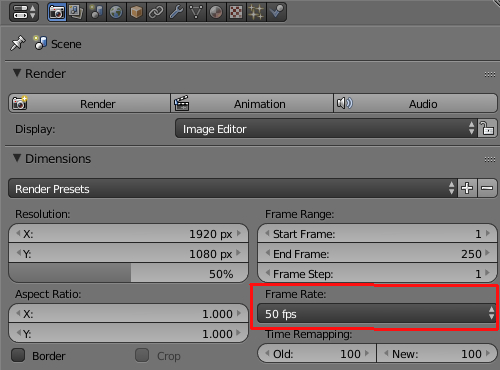 Scene
Render
Render Animation Audio
Display: Image Editor
Dimensions
Render Presets
Resolution: Frame Range:
X: 1920 px Start Frame: 1
Y: 1080 px End Frame: 250
50% Frame Step: 1
Aspect Ratio: Frame Rate:
X: 1.000 50 fps
Y: 1.000 Time Remapping:
Border Crop Old: 100 New: 100